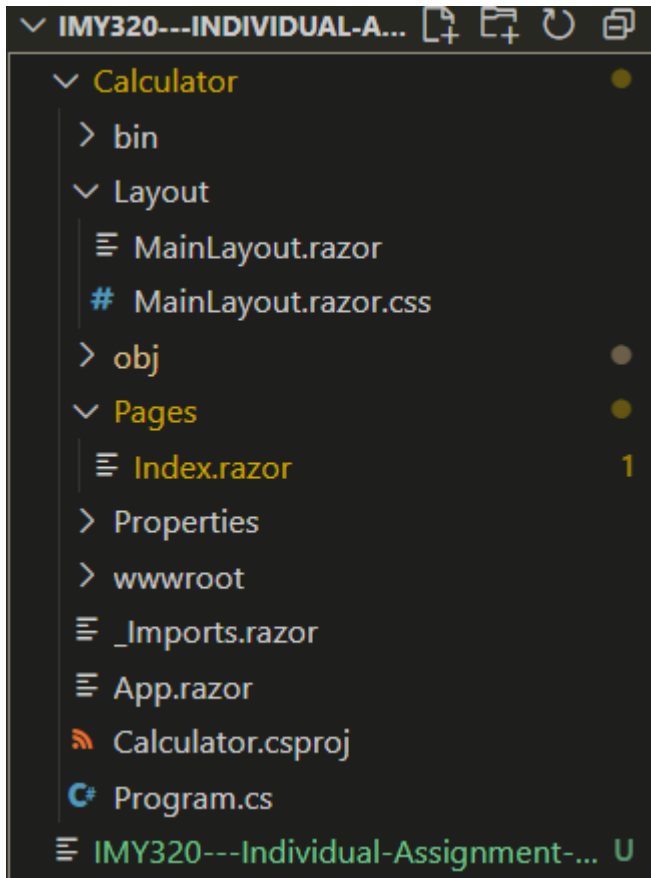 IMY320---INDIVIDUAL-A...
Calculator
bin
Layout
MainLayout.razor
# MainLayout.razor.css
obj
Pages
Index.razor 1
Properties
wwwroot
_Imports.razor
App.razor
Calculator.csproj
C# Program.cs
IMY320---Individual-Assignment-... U